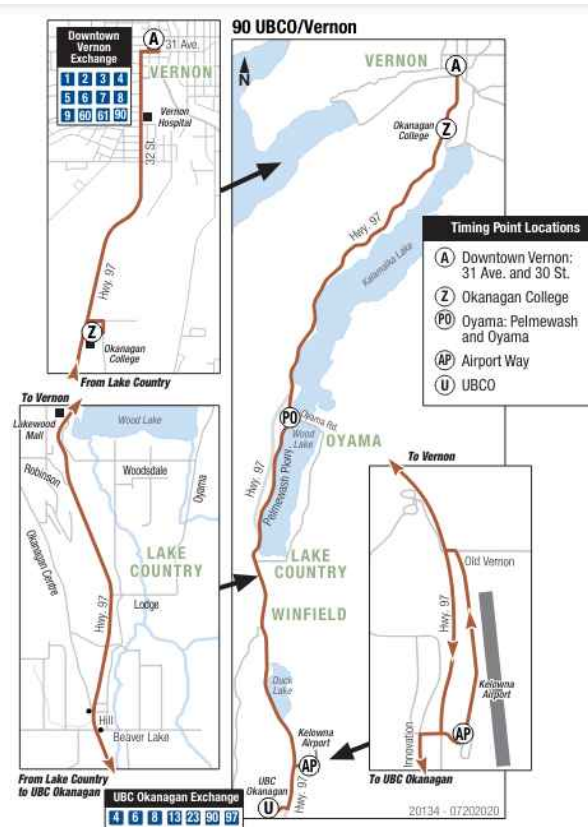 90 UBCO/Vernon
Downtown
Vernon
Exchange
1 2 3 4
5 6 7 8
9 60 61 90
A
31 Ave.
VERNON
Vernon
Hospital
32 St.
Hwy. 97
Z
Okanagan
College
From Lake Country
N
VERNON
A
Okanagan
College
Z
Hwy. 97
Kalamalka Lake
PO
Oyama Rd.
Wood
Lake
OYAMA
Hwy. 97
Pelmewash Pkwy.
LAKE
COUNTRY
WINFIELD
Duck
Lake
Kelowna
Airport
AP
UBC
Okanagan
U
Hwy. 97
20134 - 07202020
Timing Point Locations
A Downtown Vernon:
31 Ave. and 30 St.
Z Okanagan College
PO Oyama: Pelmewash
and Oyama
AP Airport Way
U UBCO
To Vernon
Lakewood
Mall
Wood Lake
Robinson
Woodsdale
Oyama
Okanagan Centre
LAKE
COUNTRY
Hwy. 97
Lodge
Hill
Beaver Lake
From Lake Country
to UBC Okanagan
To Vernon
Old Vernon
Hwy. 97
Kelowna
Airport
Innovation
AP
To UBC Okanagan
UBC Okanagan Exchange
4 6 8 13 23 90 97